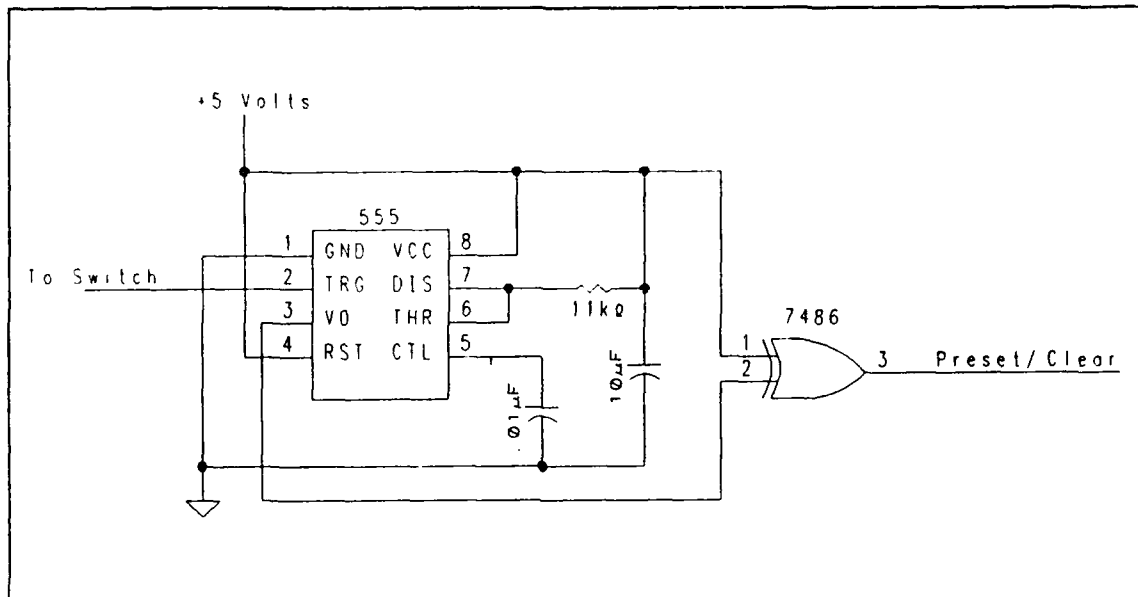 +5 Volts
555
1 GND VCC 8
To Switch
2 TRG DIS 7
3 VO THR 6
4 RST CTL 5
11kΩ
10µF
.01µF
7486
1
2
3 Preset/Clear